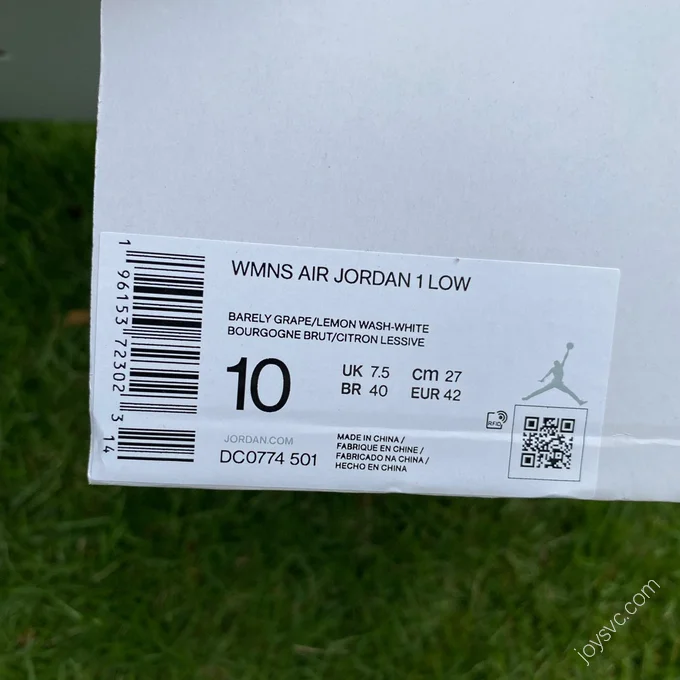 WMNS AIR JORDAN 1 LOW
BARELY GRAPE/LEMON WASH-WHITE
BOURGOGNE BRUT/CITRON LESSIVE
10
UK 7.5 cm 27
BR 40 EUR 42
JORDAN.COM
DC0774 501
MADE IN CHINA /
FABRIQUE EN CHINE /
FABRICADO NA CHINA /
HECHO EN CHINA
RFID
1 96153 72302 3 14
joysvc.com